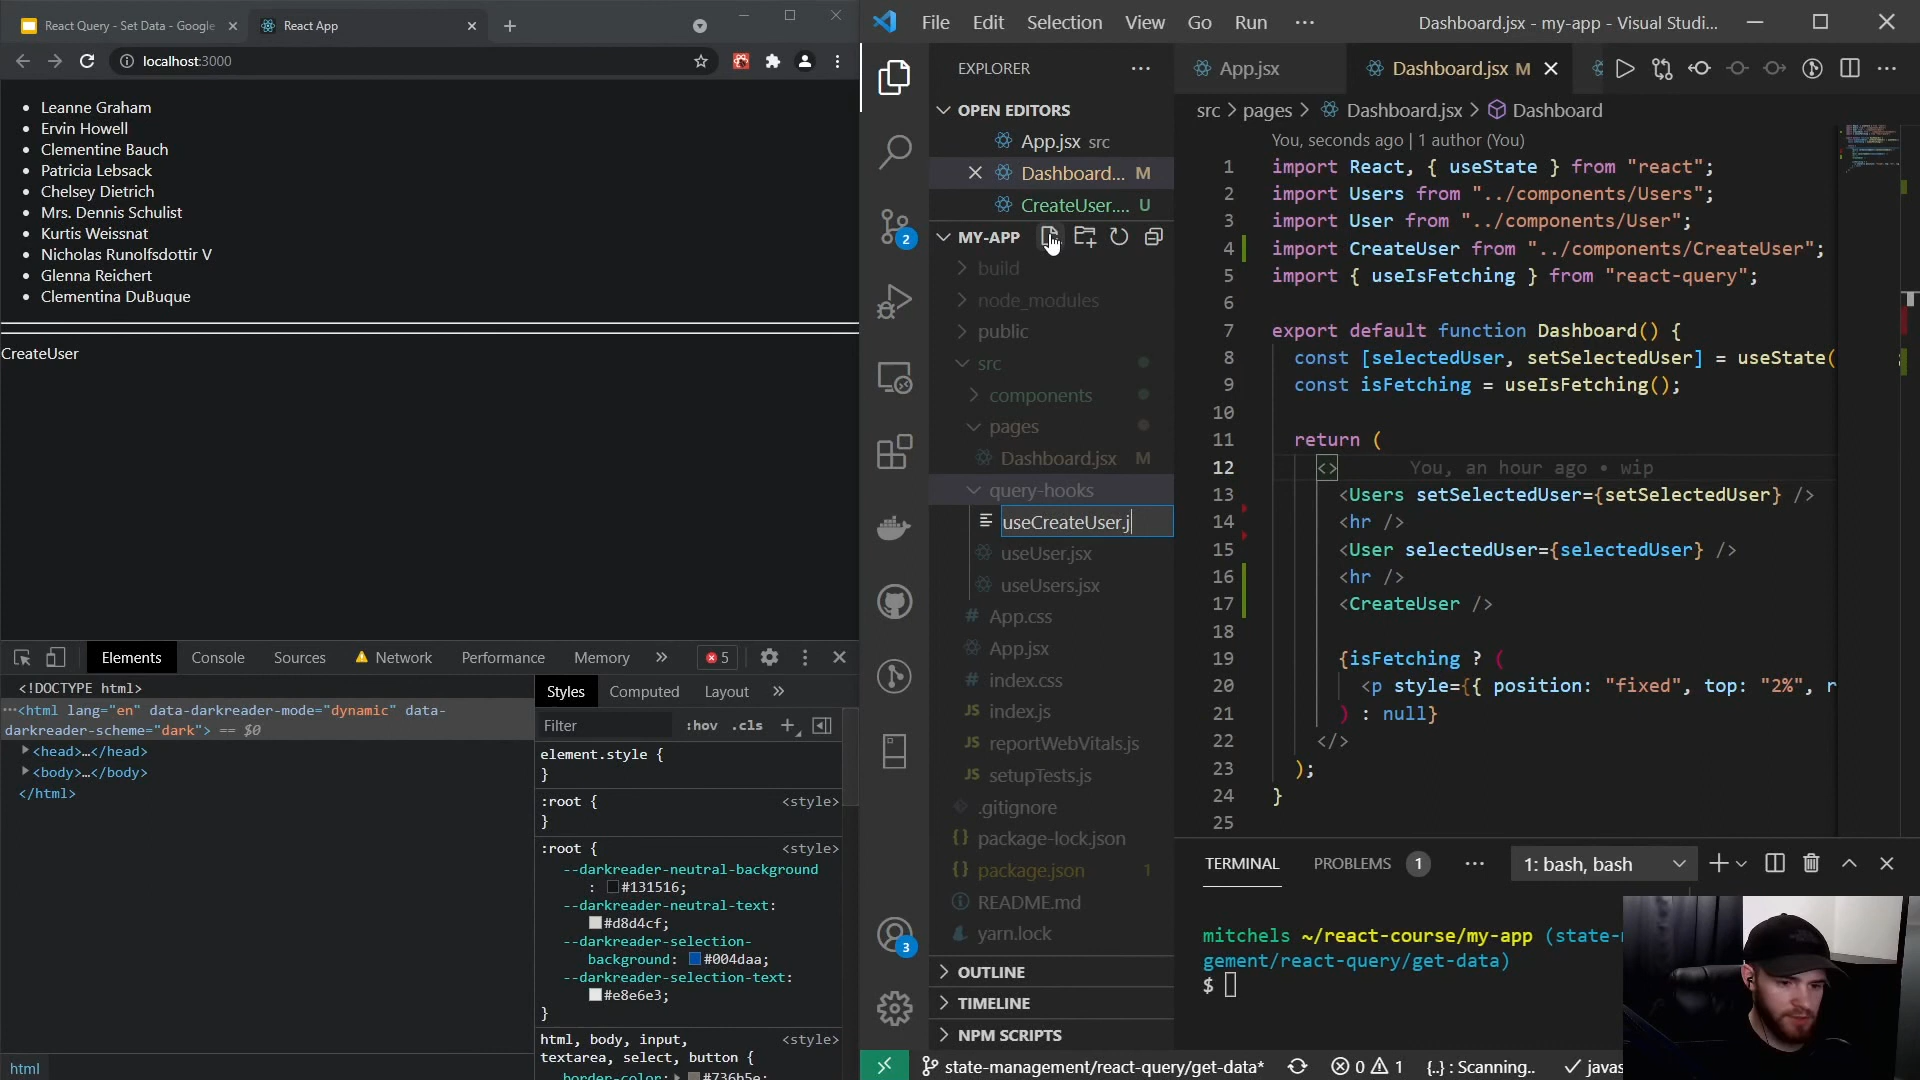 React Query - Set Data - Google
React App
localhost:3000
Leanne Graham
Ervin Howell
Clementine Bauch
Patricia Lebsack
Chelsey Dietrich
Mrs. Dennis Schulist
Kurtis Weissnat
Nicholas Runolfsdottir V
Glenna Reichert
Clementina DuBuque
CreateUser
Elements Console Sources Network Performance Memory 5
<!DOCTYPE html>
<html lang="en" data-darkreader-mode="dynamic" data-
darkreader-scheme="dark"> == $0
<head>…</head>
<body>…</body>
</html>
html
Styles Computed Layout
Filter :hov .cls
element.style {
}
:root { <style>
}
:root { <style>
--darkreader-neutral-background
: #131516;
--darkreader-neutral-text:
#d8d4cf;
--darkreader-selection-
background: #004daa;
--darkreader-selection-text:
#e8e6e3;
}
html, body, input, <style>
textarea, select, button {
border-color: #736b5e;
File Edit Selection View Go Run ···
Dashboard.jsx - my-app - Visual Studi...
EXPLORER
OPEN EDITORS
App.jsx src
Dashboard... M
CreateUser.... U
MY-APP
build
node_modules
public
src
components
pages
Dashboard.jsx M
query-hooks
useCreateUser.j
useUser.jsx
useUsers.jsx
# App.css
App.jsx
# index.css
JS index.js
JS reportWebVitals.js
JS setupTests.js
.gitignore
{} package-lock.json
{} package.json 1
README.md
yarn.lock
OUTLINE
TIMELINE
NPM SCRIPTS
2
3
App.jsx
Dashboard.jsx M
src > pages > Dashboard.jsx > Dashboard
You, seconds ago | 1 author (You)
1 import React, { useState } from "react";
2 import Users from "../components/Users";
3 import User from "../components/User";
4 import CreateUser from "../components/CreateUser";
5 import { useIsFetching } from "react-query";
6
7 export default function Dashboard() {
8 const [selectedUser, setSelectedUser] = useState(
9 const isFetching = useIsFetching();
10
11 return (
12 <> You, an hour ago • wip
13 <Users setSelectedUser={setSelectedUser} />
14 <hr />
15 <User selectedUser={selectedUser} />
16 <hr />
17 <CreateUser />
18
19 {isFetching ? (
20 <p style={{ position: "fixed", top: "2%", r
21 ) : null}
22 </>
23 );
24 }
25
TERMINAL PROBLEMS 1 ··· 1: bash, bash
mitchels ~/react-course/my-app (state-
gement/react-query/get-data)
$
state-management/react-query/get-data* 0 1 {..} : Scanning.. javas